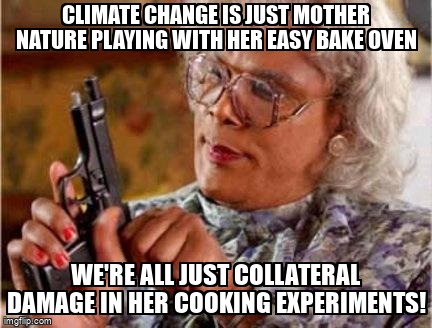 CLIMATE CHANGE IS JUST MOTHER
NATURE PLAYING WITH HER EASY BAKE OVEN
WE'RE ALL JUST COLLATERAL
DAMAGE IN HER COOKING EXPERIMENTS!
imgflip.com